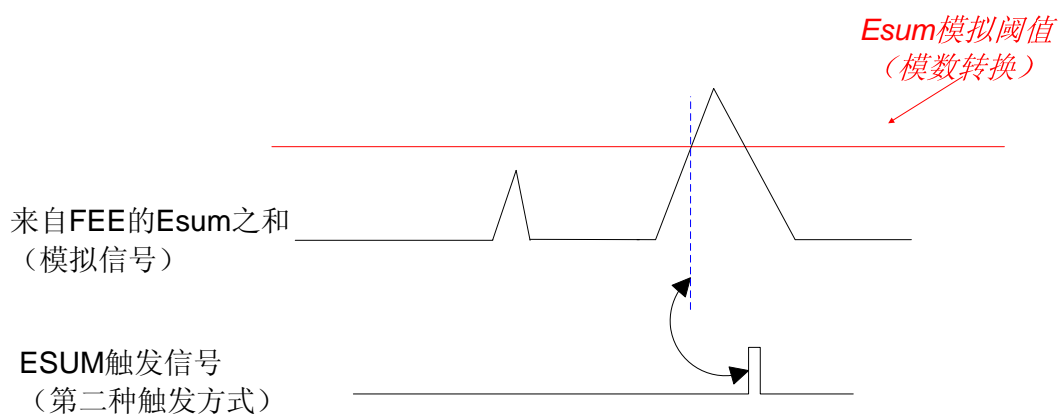 Esum模拟阈值
（模数转换）
来自FEE的Esum之和
（模拟信号）
ESUM触发信号
（第二种触发方式）